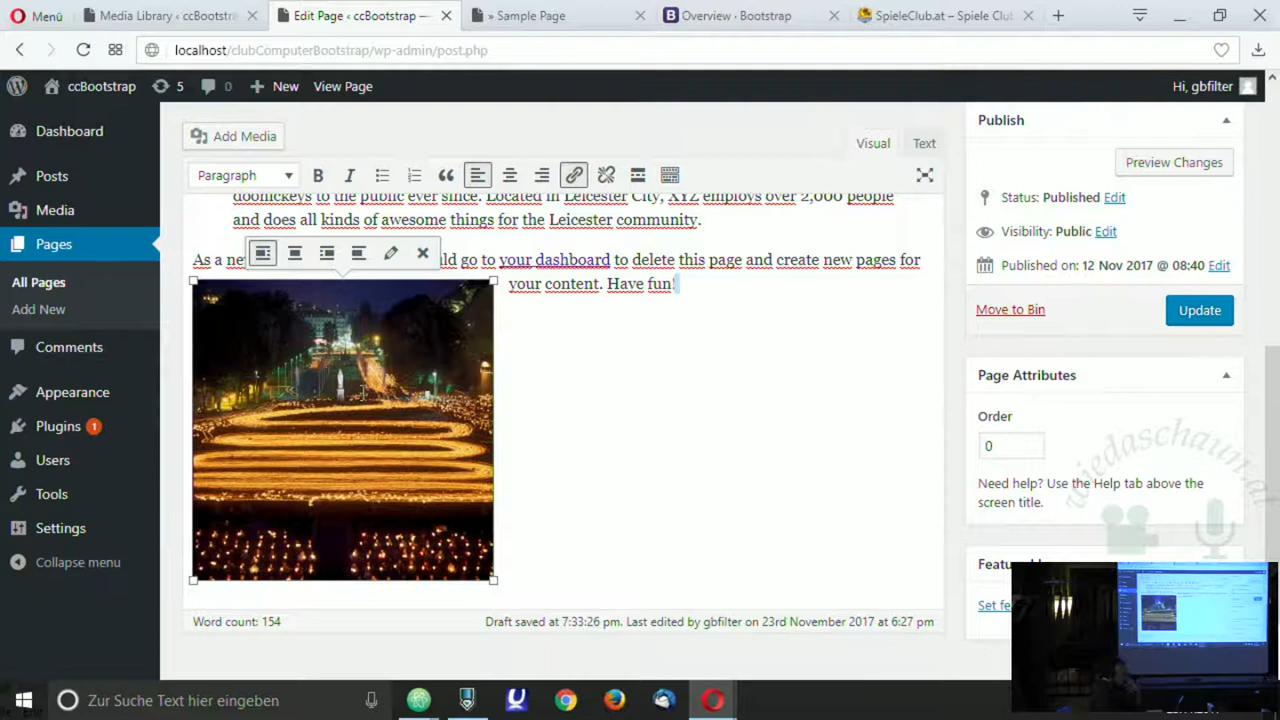 Menü
Media Library ‹ ccBootstr
Edit Page ‹ ccBootstrap —
» Sample Page
Overview · Bootstrap
SpieleClub.at – Spiele Clu
localhost/clubComputerBootstrap/wp-admin/post.php
ccBootstrap
5
0
New
View Page
Hi, gbfilter
Dashboard
Posts
Media
Pages
All Pages
Add New
Comments
Appearance
Plugins 1
Users
Tools
Settings
Collapse menu
Add Media
Visual
Text
Paragraph
B
I
doohickeys to the public ever since. Located in Leicester City, XYZ employs over 2,000 people
and does all kinds of awesome things for the Leicester community.
As a ne
ld go to your dashboard to delete this page and create new pages for
your content. Have fun!
Word count: 154
Draft saved at 7:33:26 pm. Last edited by gbfilter on 23rd November 2017 at 6:27 pm
Publish
Preview Changes
Status: Published Edit
Visibility: Public Edit
Published on: 12 Nov 2017 @ 08:40 Edit
Move to Bin
Update
Page Attributes
Order
0
Need help? Use the Help tab above the
screen title.
wiedaschaun.at
Featured
Set fe
Zur Suche Text hier eingeben